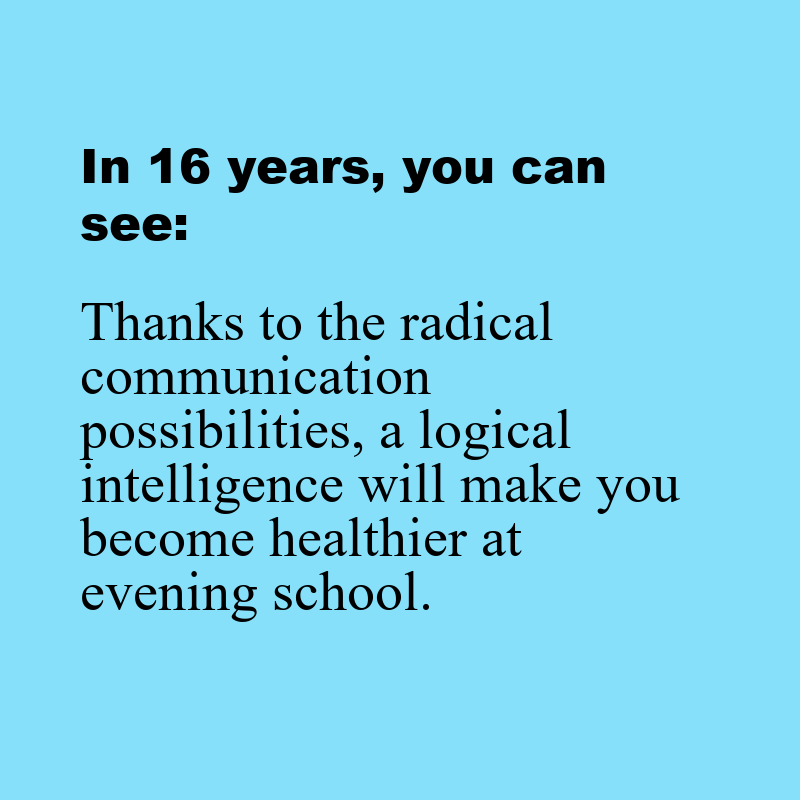 In 16 years, you can
see:
Thanks to the radical
communication
possibilities, a logical
intelligence will make you
become healthier at
evening school.